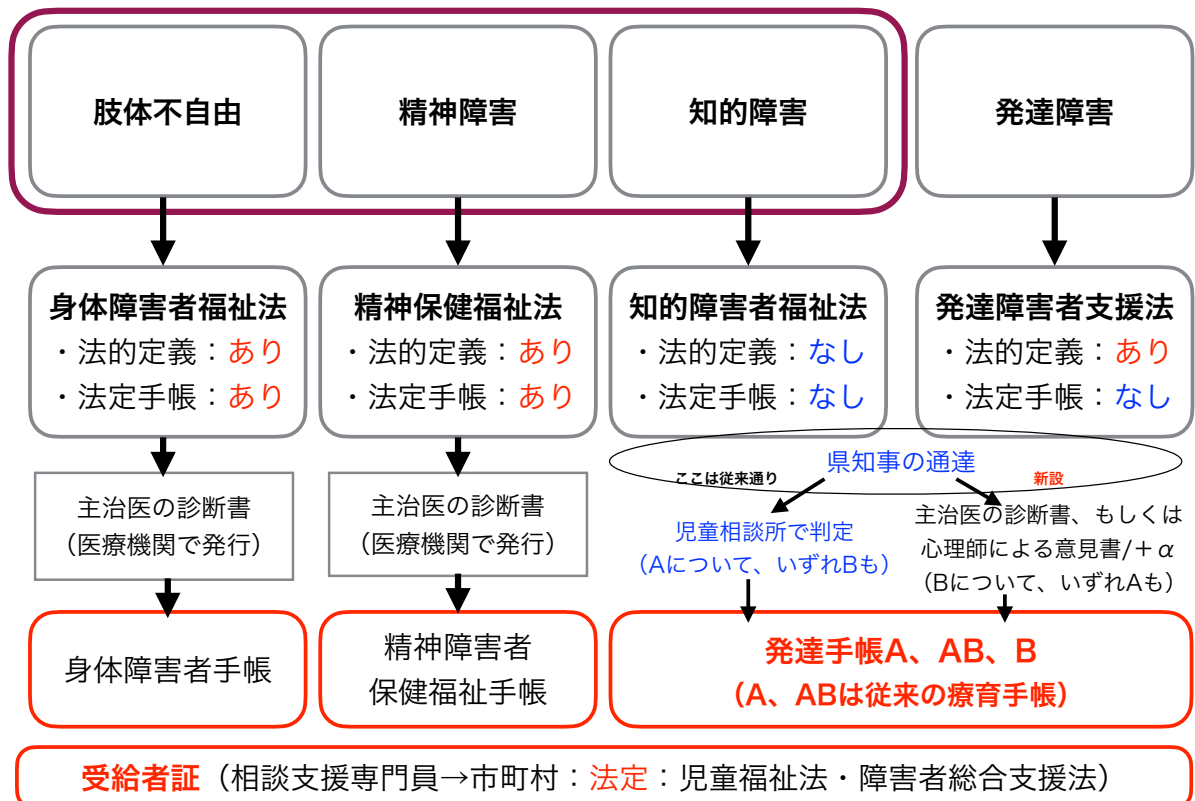 肢体不自由
精神障害
知的障害
発達障害
身体障害者福祉法
・法的定義：あり
・法定手帳：あり
精神保健福祉法
・法的定義：あり
・法定手帳：あり
知的障害者福祉法
・法的定義：なし
・法定手帳：なし
発達障害者支援法
・法的定義：あり
・法定手帳：なし
主治医の診断書
（医療機関で発行）
主治医の診断書
（医療機関で発行）
県知事の通達
ここは従来通り
新設
児童相談所で判定
（Aについて、いずれBも）
主治医の診断書、もしくは
心理師による意見書/＋α
（Bについて、いずれAも）
身体障害者手帳
精神障害者
保健福祉手帳
発達手帳A、AB、B
（A、ABは従来の療育手帳）
受給者証（相談支援専門員→市町村：法定：児童福祉法・障害者総合支援法）